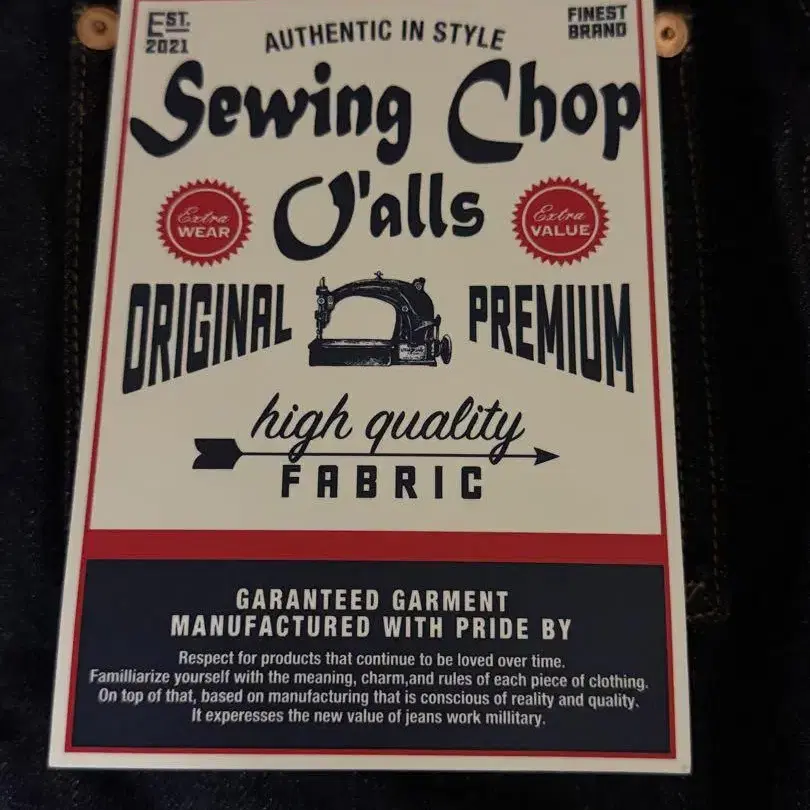 EST.
2021
AUTHENTIC IN STYLE
FINEST
BRAND
Sewing Chop
O'alls
Extra
WEAR
Extra
VALUE
ORIGINAL
PREMIUM
high quality
FABRIC
GARANTEED GARMENT
MANUFACTURED WITH PRIDE BY
Respect for products that continue to be loved over time.
Familliarize yourself with the meaning, charm,and rules of each piece of clothing.
On top of that, based on manufacturing that is conscious of reality and quality.
It experesses the new value of jeans work millitary.